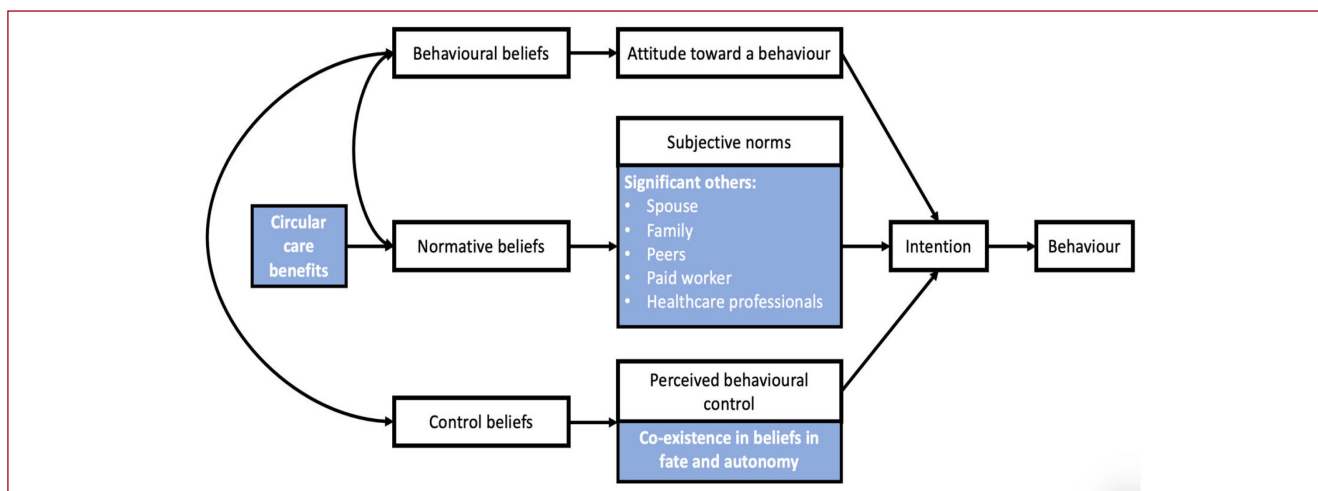 Behavioural beliefs
Attitude toward a behaviour
Subjective norms
Significant others:
• Spouse
• Family
• Peers
• Paid worker
• Healthcare professionals
Circular
care
benefits
Normative beliefs
Intention
Behaviour
Perceived behavioural
control
Control beliefs
Co-existence in beliefs in
fate and autonomy